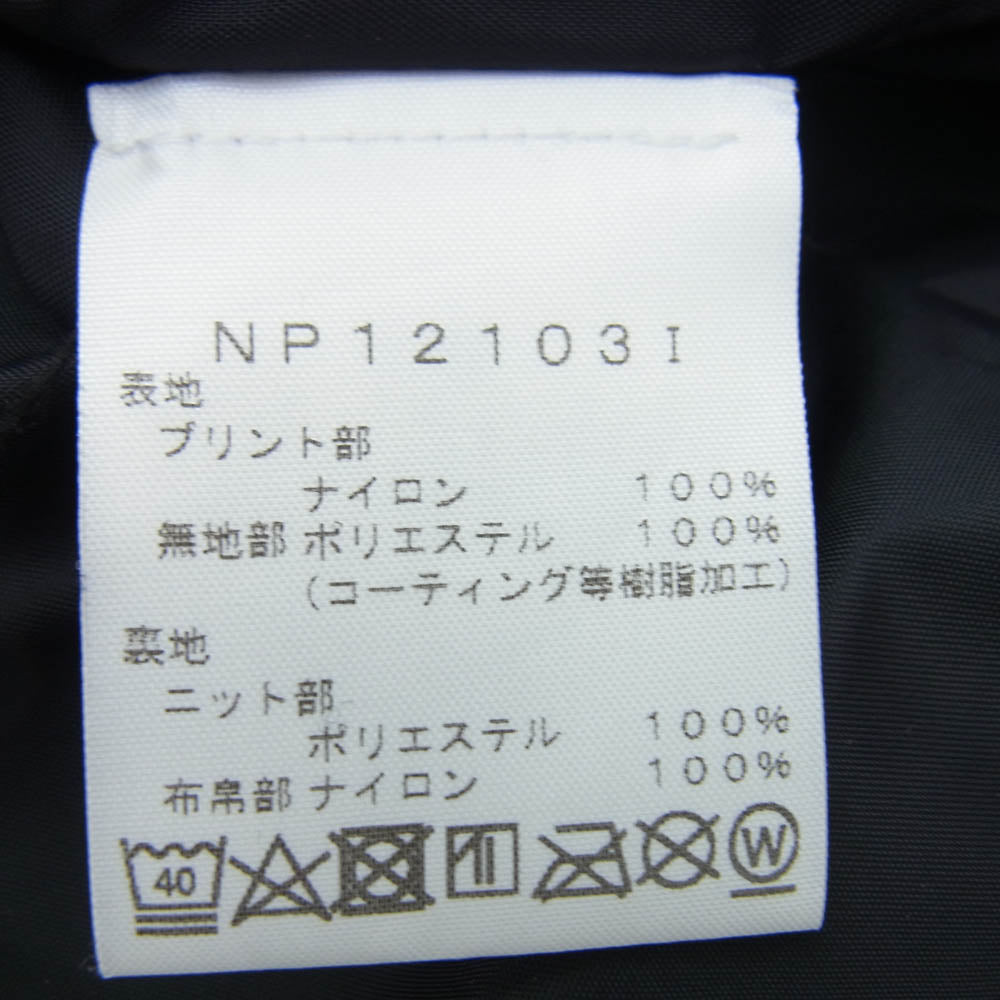 NP12103I
表地
プリント部
ナイロン 100%
無地部 ポリエステル 100%
(コーティング等樹脂加工)
裏地
ニット部
ポリエステル 100%
布帛部 ナイロン 100%
40 W